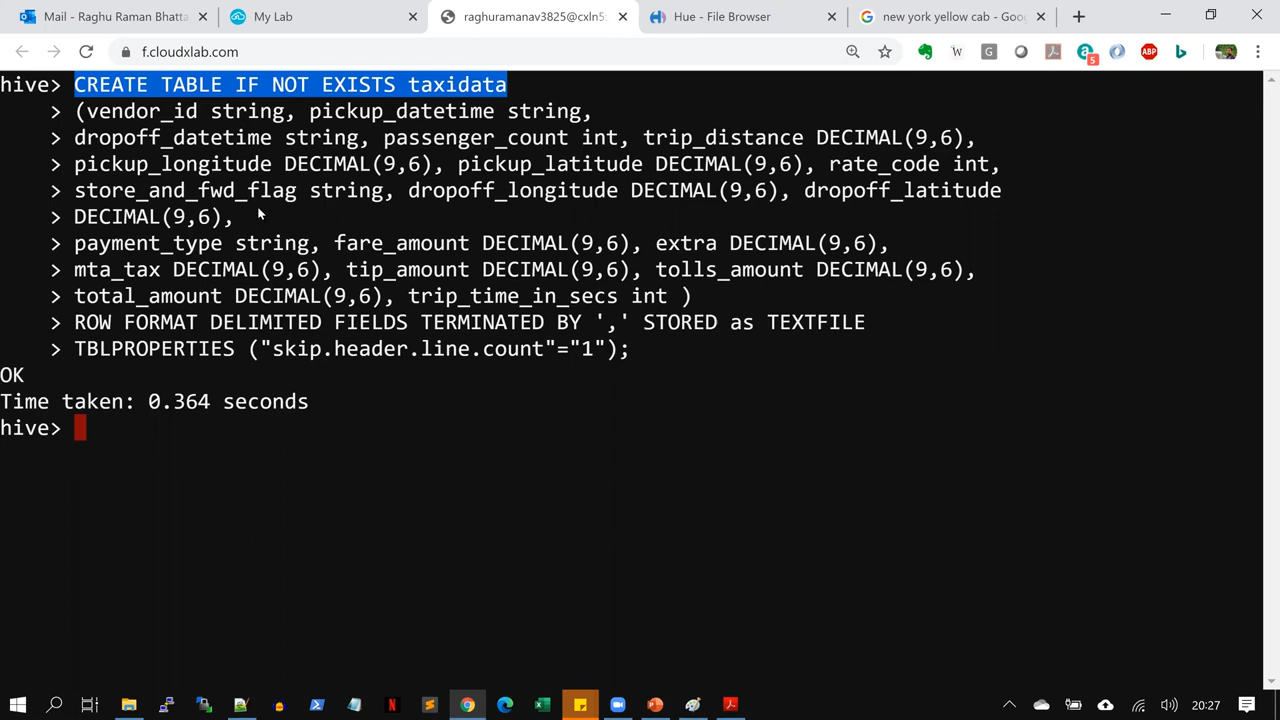 Mail - Raghu Raman Bhatta
My Lab
raghuramanav3825@cxln5
Hue - File Browser
new york yellow cab - Goo
f.cloudxlab.com
hive> CREATE TABLE IF NOT EXISTS taxidata
> (vendor_id string, pickup_datetime string,
> dropoff_datetime string, passenger_count int, trip_distance DECIMAL(9,6),
> pickup_longitude DECIMAL(9,6), pickup_latitude DECIMAL(9,6), rate_code int,
> store_and_fwd_flag string, dropoff_longitude DECIMAL(9,6), dropoff_latitude
> DECIMAL(9,6),
> payment_type string, fare_amount DECIMAL(9,6), extra DECIMAL(9,6),
> mta_tax DECIMAL(9,6), tip_amount DECIMAL(9,6), tolls_amount DECIMAL(9,6),
> total_amount DECIMAL(9,6), trip_time_in_secs int )
> ROW FORMAT DELIMITED FIELDS TERMINATED BY ',' STORED as TEXTFILE
> TBLPROPERTIES ("skip.header.line.count"="1");
OK
Time taken: 0.364 seconds
hive>
20:27